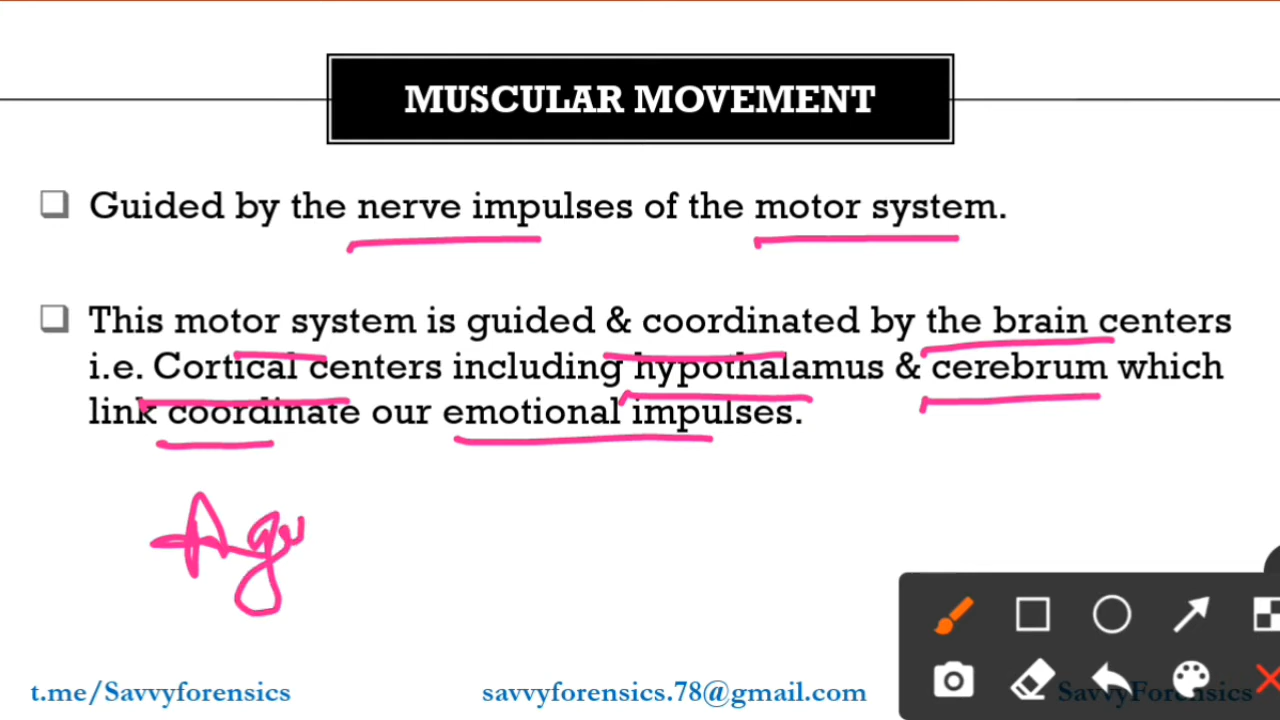 MUSCULAR MOVEMENT
Guided by the nerve impulses of the motor system.
This motor system is guided & coordinated by the brain centers
i.e. Cortical centers including hypothalamus & cerebrum which
link coordinate our emotional impulses.
t.me/Savvyforensics
savvyforensics.78@gmail.com
SavvyForensics